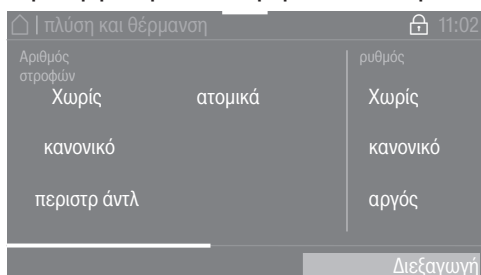 | πλύση και θέρμανση 11:02
Αριθμός
στροφών
Χωρίς ατομικά
κανονικό
περιστρ άντλ
ρυθμός
Χωρίς
κανονικό
αργός
Διεξαγωγή